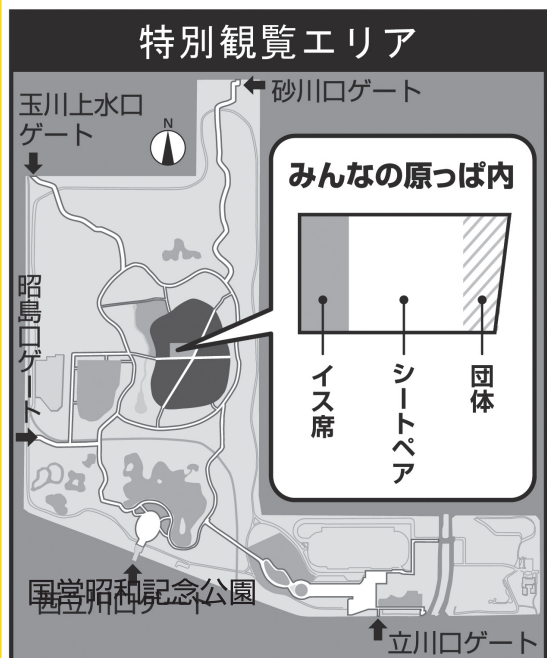 特別観覧エリア
玉川上水口
ゲート
砂川口ゲート
N
みんなの原っぱ内
イス席
シートペア
団体
昭島口ゲート
国営昭和記念公園
西立川口ゲート
立川口ゲート